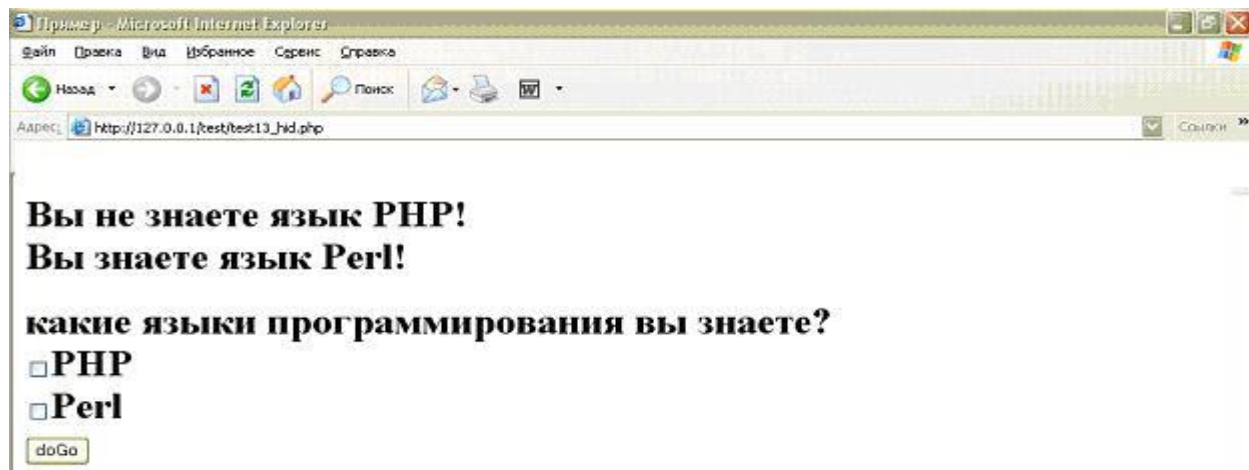 Пример - Microsoft Internet Explorer
Файл Правка Вид Избранное Сервис Справка
Назад Поиск
Адрес: http://127.0.0.1/test/test13_hid.php Ссылки »
Вы не знаете язык PHP!
Вы знаете язык Perl!
какие языки программирования вы знаете?
PHP
Perl
doGo